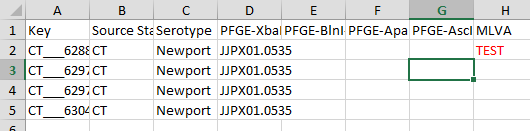 A B C D E F G H
1 Key Source Sta Serotype PFGE-Xbal PFGE-BlnI PFGE-Apa PFGE-AscI MLVA
2 CT___6288 CT Newport JJPX01.0535 TEST
3 CT___6297 CT Newport JJPX01.0535
4 CT___6297 CT Newport JJPX01.0535
5 CT___6304 CT Newport JJPX01.0535
6